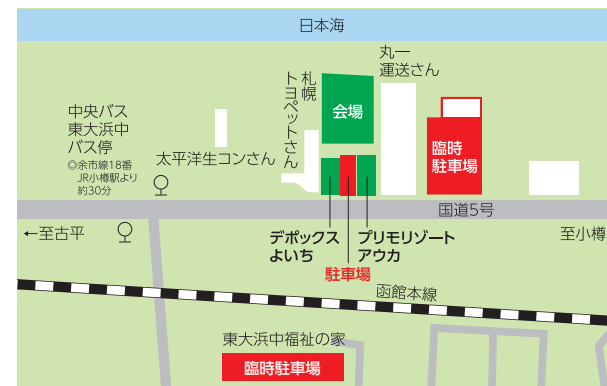 日本海
丸一
運送さん
札幌
トヨペットさん
会場
中央バス
東大浜中
バス停
◎余市線18番
JR小樽駅より
約30分
太平洋生コンさん
臨時
駐車場
国道5号
←至古平
デポックス
よいち
プリモリゾート
アウカ
至小樽
駐車場
函館本線
東大浜中福祉の家
臨時駐車場